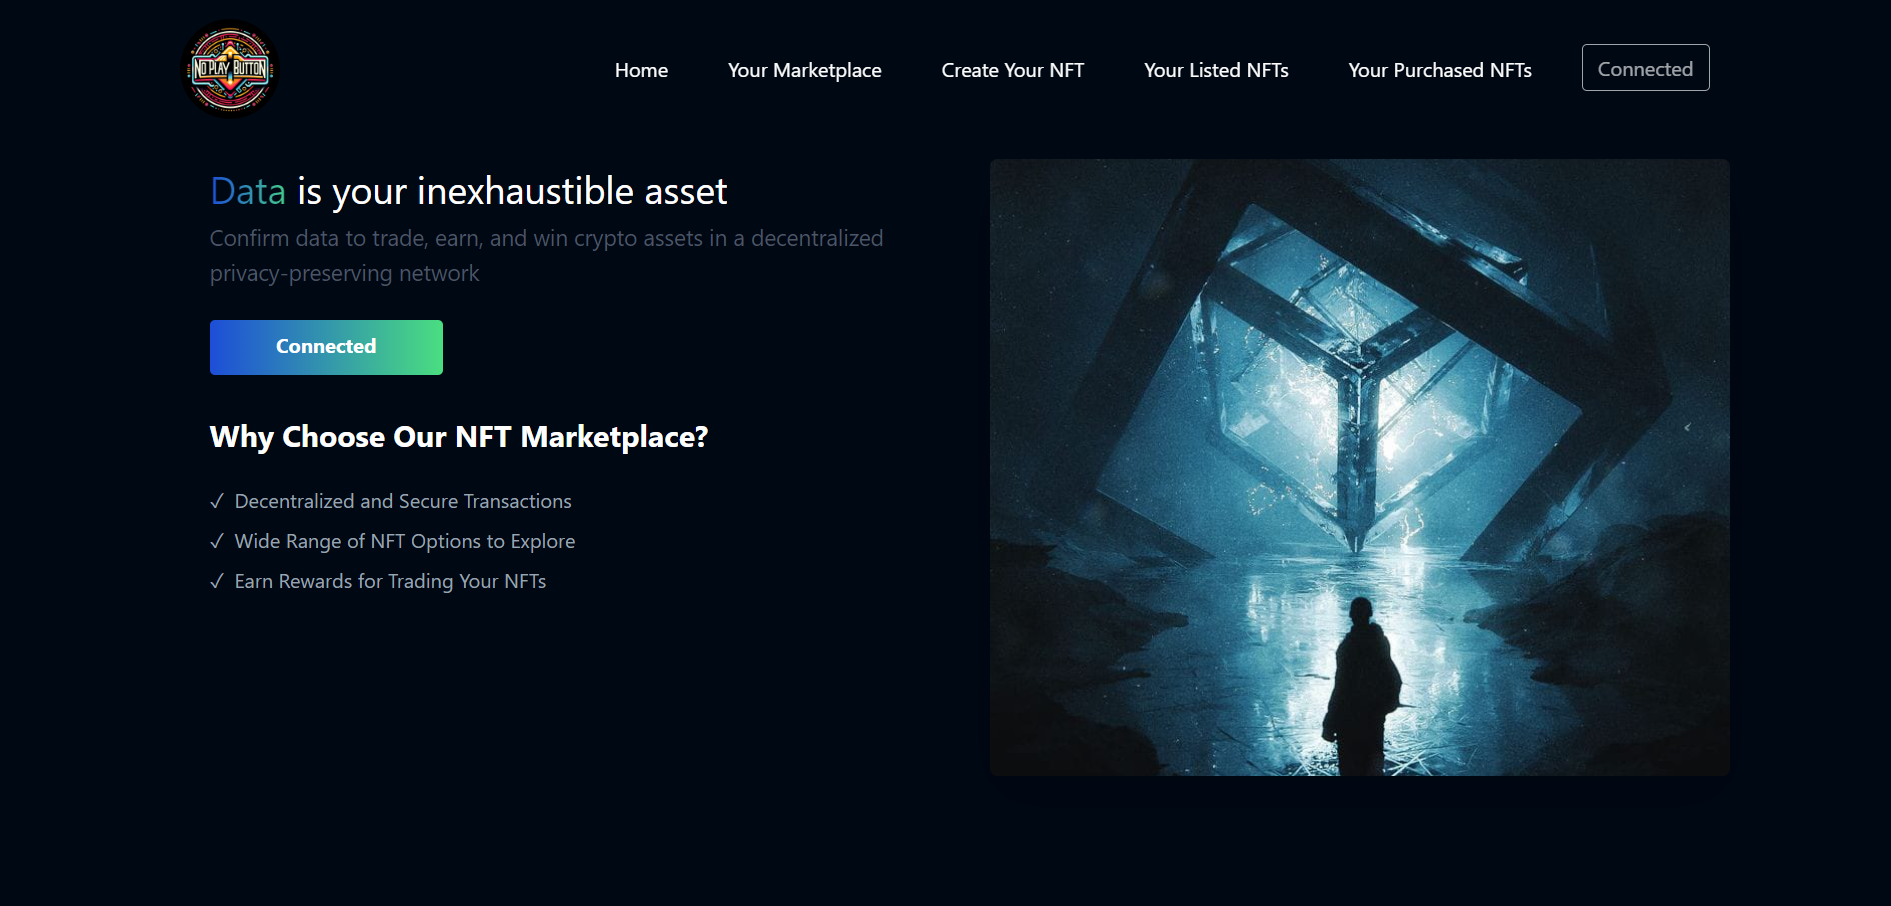 NO PLAY BUTTON
Home
Your Marketplace
Create Your NFT
Your Listed NFTs
Your Purchased NFTs
Connected
Data is your inexhaustible asset
Confirm data to trade, earn, and win crypto assets in a decentralized
privacy-preserving network
Connected
Why Choose Our NFT Marketplace?
✓ Decentralized and Secure Transactions
✓ Wide Range of NFT Options to Explore
✓ Earn Rewards for Trading Your NFTs